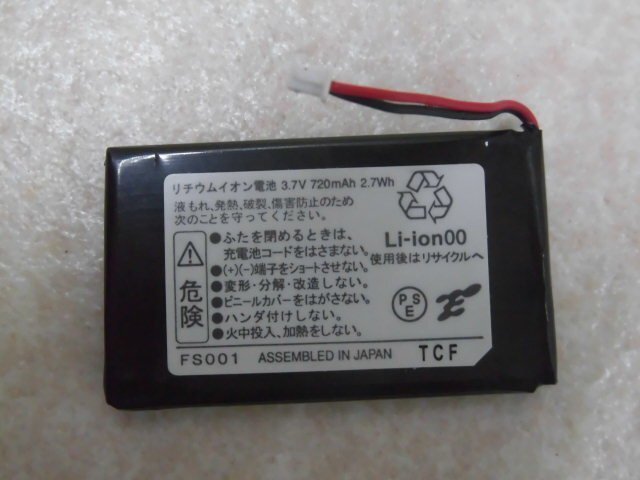 リチウムイオン電池 3.7V 720mAh 2.7Wh
液もれ、発熱、破裂、傷害防止のため
次のことを守ってください。
Li-ion00
使用後はリサイクルへ
危険
●ふたを閉めるときは、
充電池コードをはさまない。
●(+)(-)端子をショートさせない。
●変形・分解・改造しない。
●ビニールカバーをはがさない。
●ハンダ付けしない。
●火中投入、加熱をしない。
PSE
FS001 ASSEMBLED IN JAPAN TCF